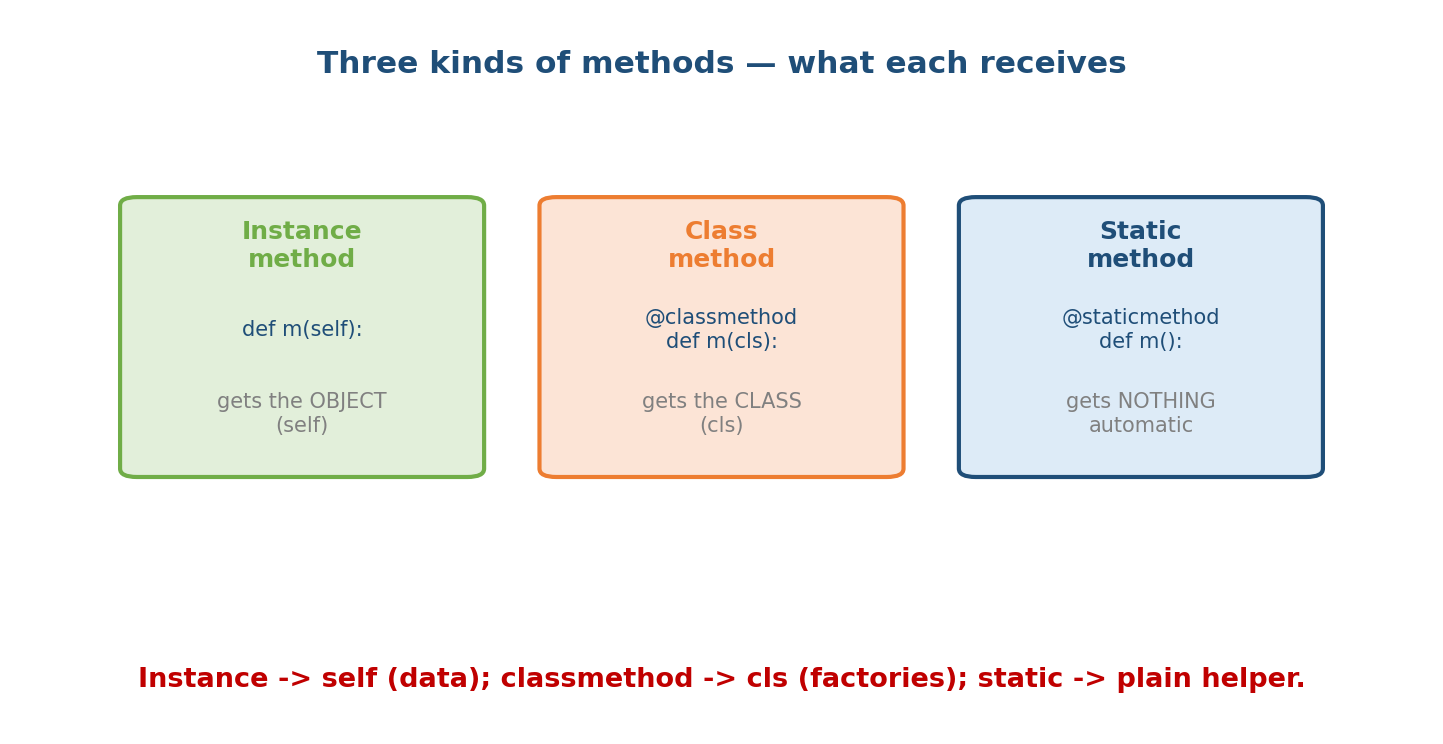 Three kinds of methods — what each receives
Instance
method
def m(self):
gets the OBJECT
(self)
Class
method
@classmethod
def m(cls):
gets the CLASS
(cls)
Static
method
@staticmethod
def m():
gets NOTHING
automatic
Instance -> self (data); classmethod -> cls (factories); static -> plain helper.